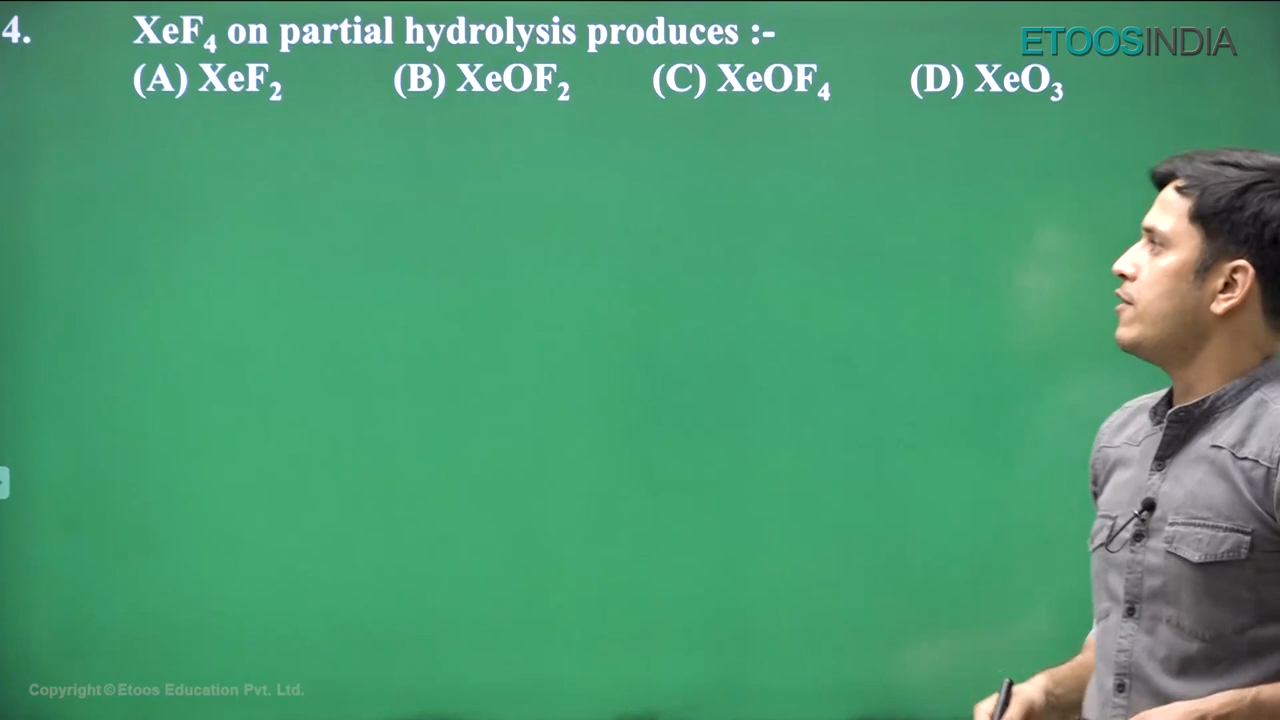 4. XeF₄ on partial hydrolysis produces :-
(A) XeF₂ (B) XeOF₂ (C) XeOF₄ (D) XeO₃
ETOOSINDIA
Copyright © Etoos Education Pvt. Ltd.